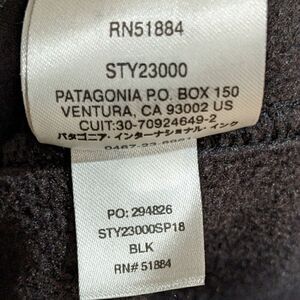 RN51884
STY23000
PATAGONIA P.O. BOX 150
VENTURA, CA 93002 US
CUIT:30-70924649-2
パタゴニア・インターナショナル・インク
PO: 294826
STY23000SP18
BLK
RN# 51884